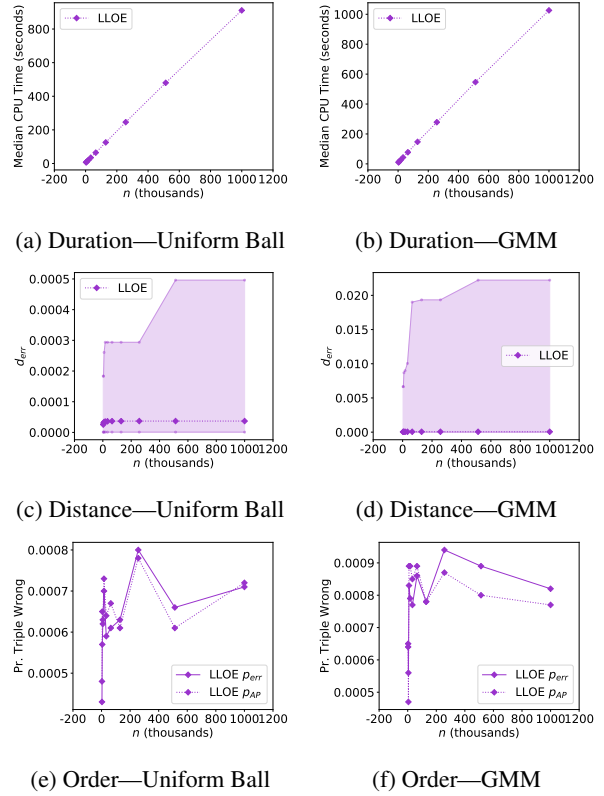 Median CPU Time (seconds)
800
600
400
200
0
LLOE
-200 0 200 400 600 800 1000 1200
n (thousands)
(a) Duration—Uniform Ball
Median CPU Time (seconds)
1000
800
600
400
200
0
LLOE
-200 0 200 400 600 800 1000 1200
n (thousands)
(b) Duration—GMM
d_err
0.0005
0.0004
0.0003
0.0002
0.0001
0.0000
LLOE
-200 0 200 400 600 800 1000 1200
n (thousands)
(c) Distance—Uniform Ball
d_err
0.020
0.015
0.010
0.005
0.000
LLOE
-200 0 200 400 600 800 1000 1200
n (thousands)
(d) Distance—GMM
Pr. Triple Wrong
0.0008
0.0007
0.0006
0.0005
LLOE p_err
LLOE p_AP
-200 0 200 400 600 800 1000 1200
n (thousands)
(e) Order—Uniform Ball
Pr. Triple Wrong
0.0009
0.0008
0.0007
0.0006
0.0005
LLOE p_err
LLOE p_AP
-200 0 200 400 600 800 1000 1200
n (thousands)
(f) Order—GMM